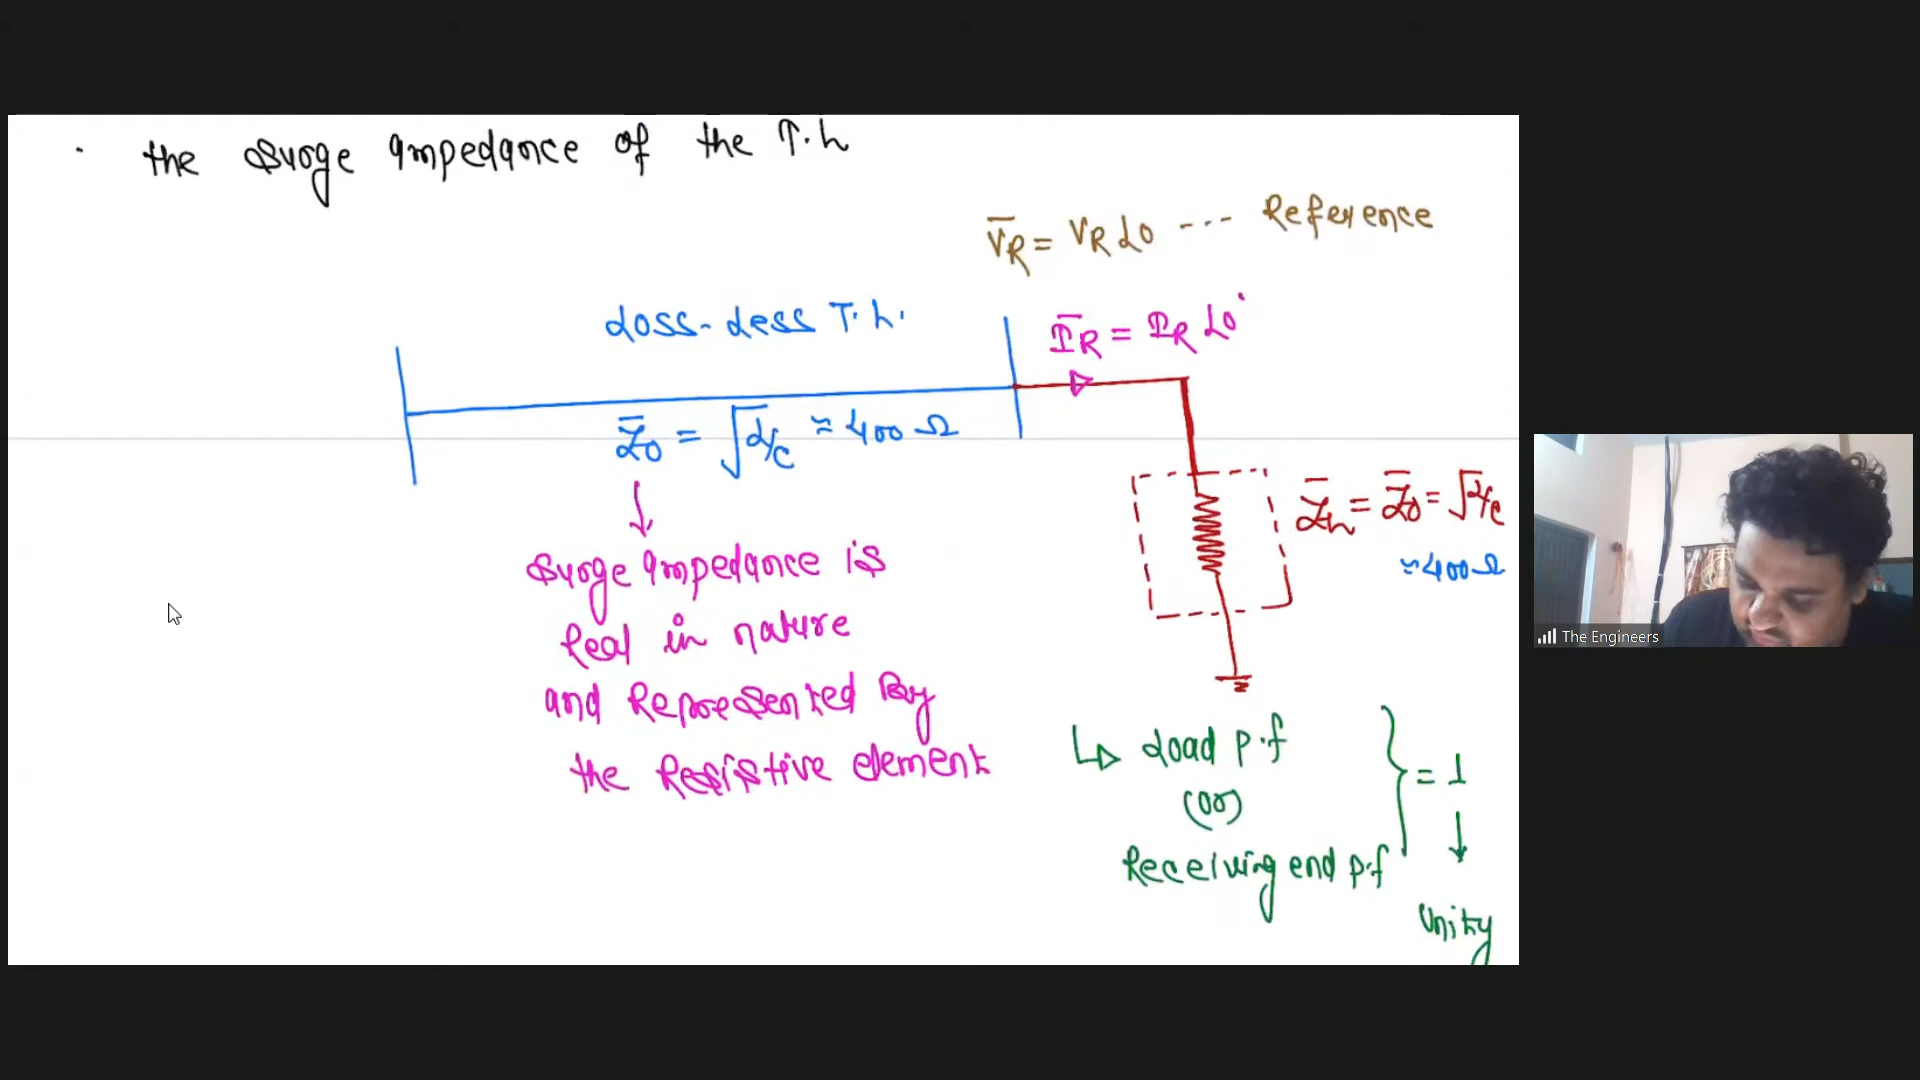 the surge impedance of the T.L
V̅R = VR∠0 ---- Reference
Loss-Less T.L.
I̅R = IR∠0°
Z̅0 = √L/C ≈ 400 Ω
Z̅L = Z̅0 = √L/C
≈ 400 Ω
surge impedance is
Real in nature
and Represented By
the Resistive element
Load p.f
(or)
Receiving end p.f
= 1
Unity
The Engineers